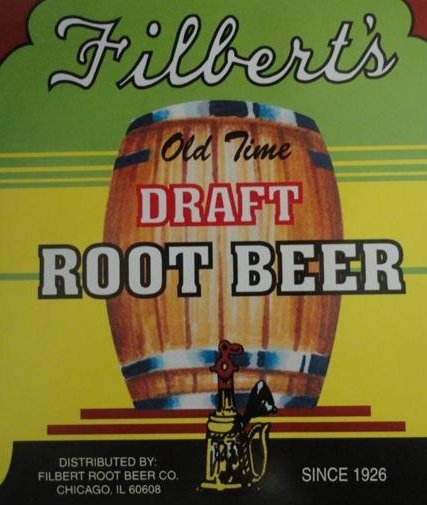 Filbert's
Old Time
DRAFT
ROOT BEER
DISTRIBUTED BY:
FILBERT ROOT BEER CO.
CHICAGO, IL 60608
SINCE 1926